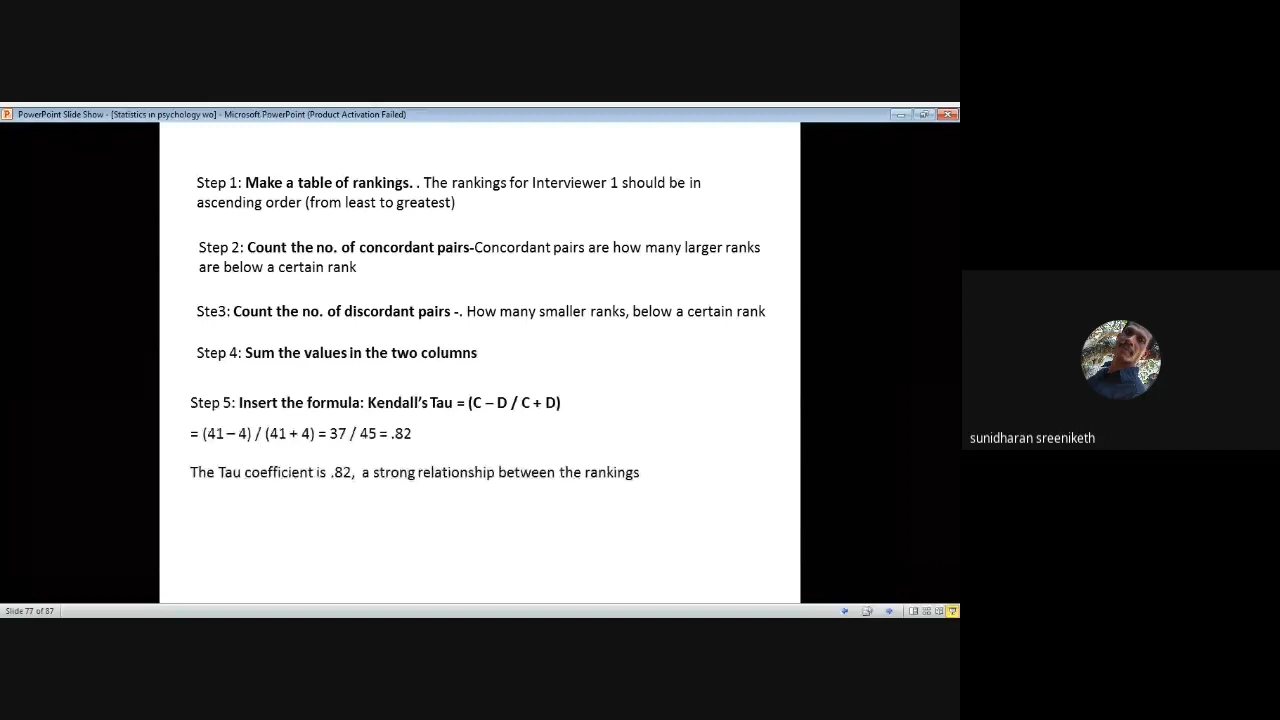 PowerPoint Slide Show - [Statistics in psychology wo] - Microsoft PowerPoint (Product Activation Failed)
Step 1: Make a table of rankings. . The rankings for Interviewer 1 should be in
ascending order (from least to greatest)
Step 2: Count the no. of concordant pairs-Concordant pairs are how many larger ranks
are below a certain rank
Ste3: Count the no. of discordant pairs -. How many smaller ranks, below a certain rank
Step 4: Sum the values in the two columns
Step 5: Insert the formula: Kendall’s Tau = (C – D / C + D)
= (41 – 4) / (41 + 4) = 37 / 45 = .82
The Tau coefficient is .82, a strong relationship between the rankings
sunidharan sreeniketh
Slide 77 of 87